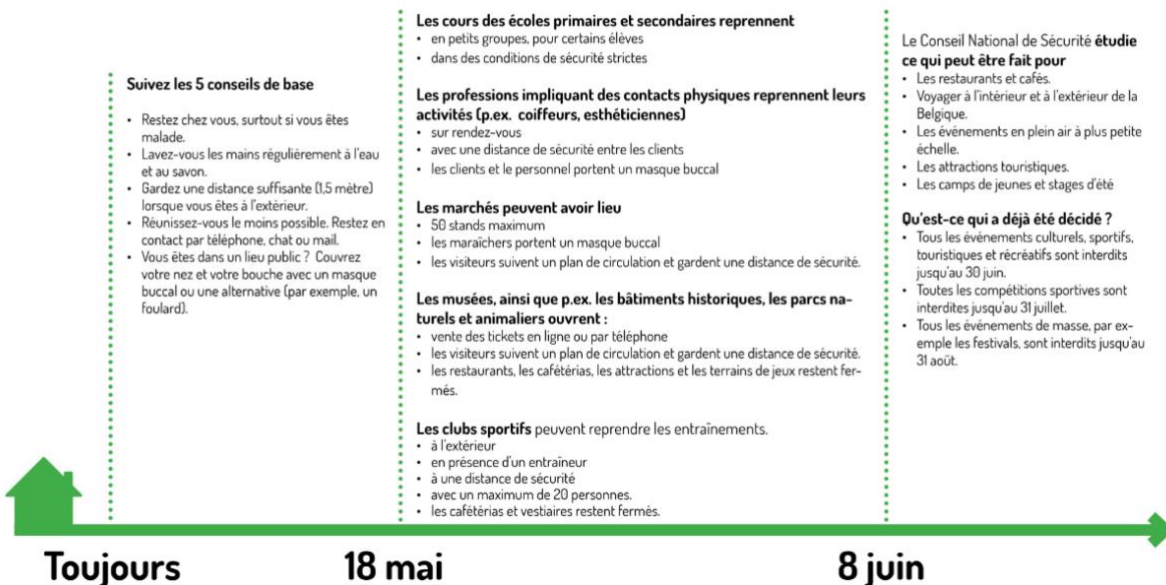 Suivez les 5 conseils de base
• Restez chez vous, surtout si vous êtes
malade.
• Lavez-vous les mains régulièrement à l'eau
et au savon.
• Gardez une distance suffisante (1,5 mètre)
lorsque vous êtes à l'extérieur.
• Réunissez-vous le moins possible. Restez en
contact par téléphone, chat ou mail.
• Vous êtes dans un lieu public ? Couvrez
votre nez et votre bouche avec un masque
buccal ou une alternative (par exemple, un
foulard).
Les cours des écoles primaires et secondaires reprennent
• en petits groupes, pour certains élèves
• dans des conditions de sécurité strictes
Les professions impliquant des contacts physiques reprennent leurs
activités (p.ex. coiffeurs, esthéticiennes)
• sur rendez-vous
• avec une distance de sécurité entre les clients
• les clients et le personnel portent un masque buccal
Les marchés peuvent avoir lieu
• 50 stands maximum
• les maraîchers portent un masque buccal
• les visiteurs suivent un plan de circulation et gardent une distance de sécurité.
Les musées, ainsi que p.ex. les bâtiments historiques, les parcs na-
turels et animaliers ouvrent :
• vente des tickets en ligne ou par téléphone
• les visiteurs suivent un plan de circulation et gardent une distance de sécurité.
• les restaurants, les cafétérias, les attractions et les terrains de jeux restent fer-
més.
Les clubs sportifs peuvent reprendre les entraînements.
• à l'extérieur
• en présence d'un entraîneur
• à une distance de sécurité
• avec un maximum de 20 personnes.
• les cafétérias et vestiaires restent fermés.
Le Conseil National de Sécurité étudie
ce qui peut être fait pour
• Les restaurants et cafés.
• Voyager à l'intérieur et à l'extérieur de la
Belgique.
• Les événements en plein air à plus petite
échelle.
• Les attractions touristiques.
• Les camps de jeunes et stages d'été
Qu'est-ce qui a déjà été décidé ?
• Tous les événements culturels, sportifs,
touristiques et récréatifs sont interdits
jusqu'au 30 juin.
• Toutes les compétitions sportives sont
interdites jusqu'au 31 juillet.
• Tous les événements de masse, par ex-
emple les festivals, sont interdits jusqu'au
31 août.
Toujours
18 mai
8 juin